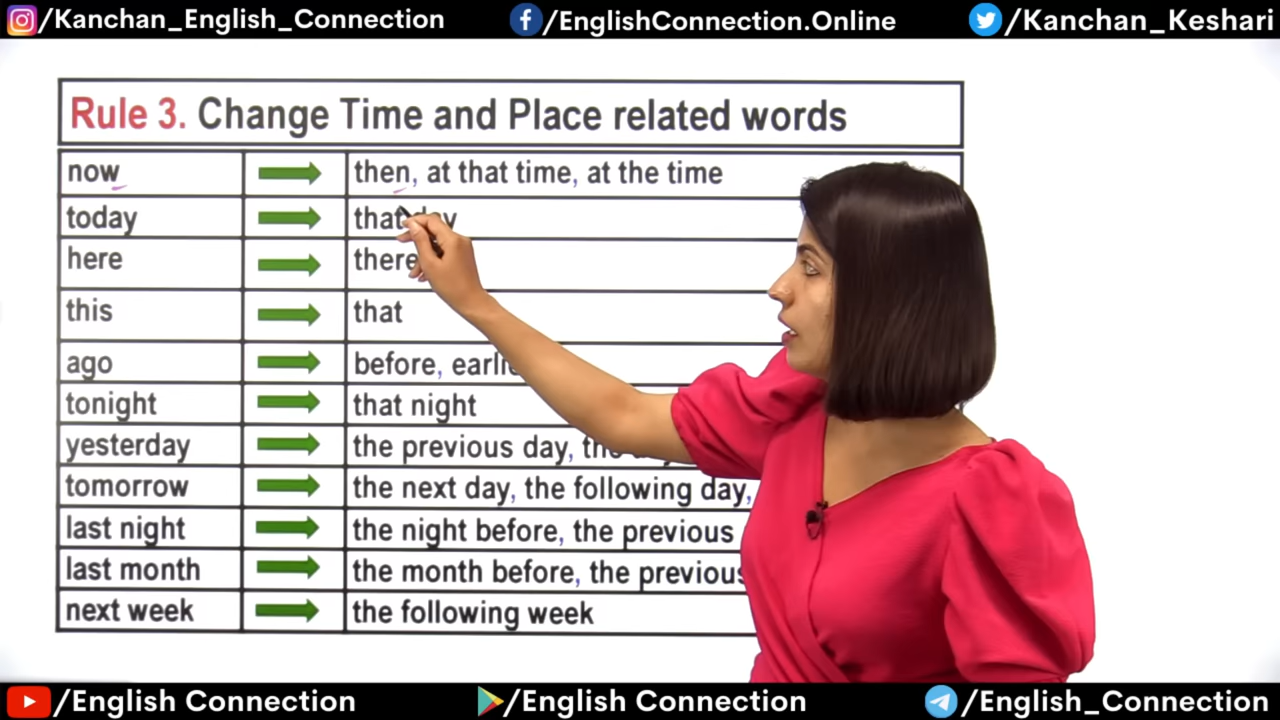 /Kanchan_English_Connection /EnglishConnection.Online /Kanchan_Keshari
Rule 3. Change Time and Place related words
now then, at that time, at the time
today that day
here there
this that
ago before,
tonight that night
yesterday the previous day, the
tomorrow the next day, the following day,
last night the night before, the previous
last month the month before, the previous
next week the following week
/English Connection /English Connection /English_Connection